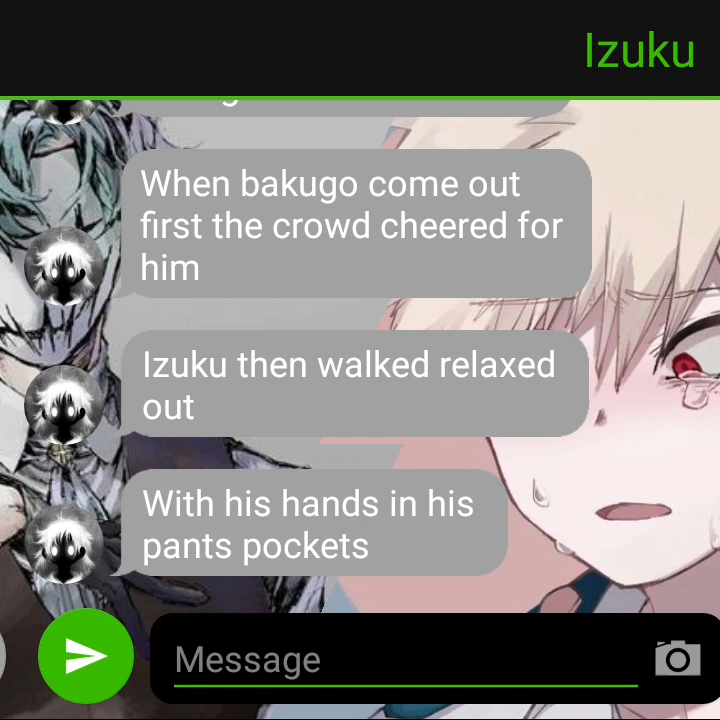 Izuku
When bakugo come out
first the crowd cheered for
him
Izuku then walked relaxed
out
With his hands in his
pants pockets
Message